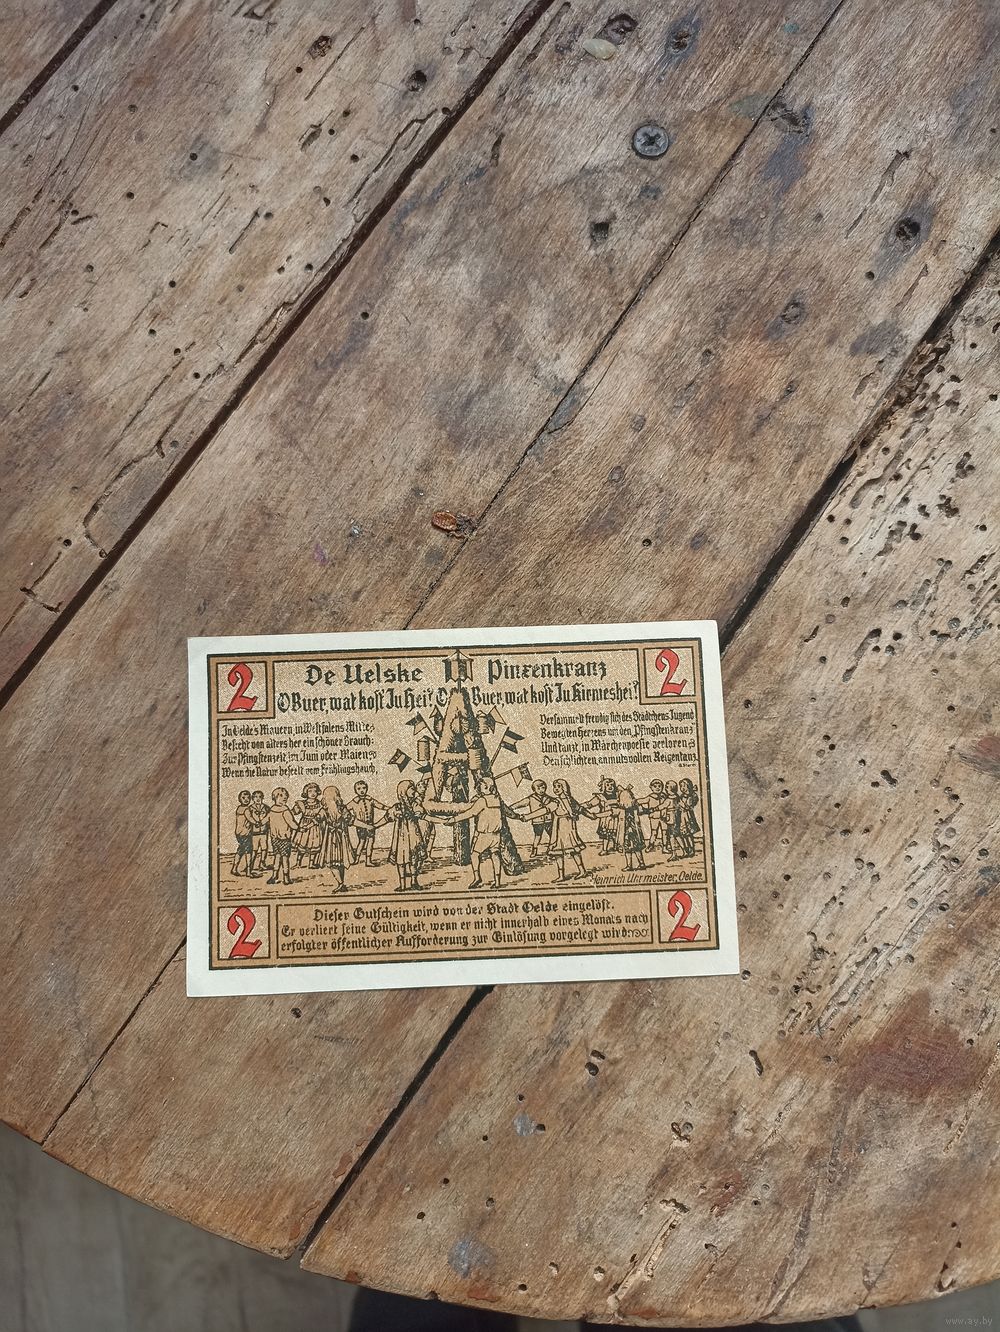 2 De Uelske Pinxenkranz 2
O Buer, wat kost Ju Hei? O Buer, wat kost Ju Kirmeshei?
In Oelde's Mauern, in Westfalens Mitte,
Besteht von alters her ein schöner Brauch:
Zur Pfingstenzeit, im Juni oder Maien
Wenn die Natur beseelt vom Frühlingshauch,
Versammelt freudig sich des Städtchens Jugend
Bewegten Herzens um den Pfingstenkranz
Und tanzt, in Märchenpoesie verloren
Den schlichten, anmutsvollen Reigentanz.
Heinrich Uhrmeister, Oelde.
2 2
Dieser Gutschein wird von der Stadt Oelde eingelöst.
Er verliert seine Gültigkeit, wenn er nicht innerhalb eines Monats nach
erfolgter öffentlicher Aufforderung zur Einlösung vorgelegt wird.
www.ay.by